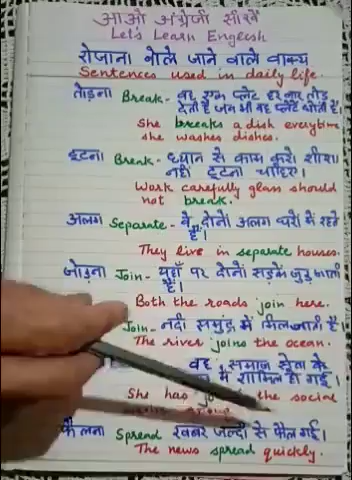 आओ अंग्रेजी सीखें
Let's Learn English
रोजाना बोले जाने वाले वाक्य
Sentences used in daily life.
तोड़ना Break - वह एक प्लेट हर बार तोड़
देती है जब भी वह प्लेटें धोती है।
She breaks a dish everytime
she washes dishes.
टूटना Break - ध्यान से काम करो शीशा
नहीं टूटना चाहिए।
Work carefully glass should
not break.
अलग Separate - वे दोनों अलग घरों में रहते
हैं।
They live in separate houses.
जोड़ना Join - यहाँ पर दोनों सड़कें जुड़ जाती
हैं।
Both the roads join here.
Join - नदी समुद्र में मिल जाती है
The river joins the ocean.
वह समाज सेवा के
में शामिल हो गई।
She has the social
फैलना Spread खबर जल्दी से फैल गई।
The news spread quickly.